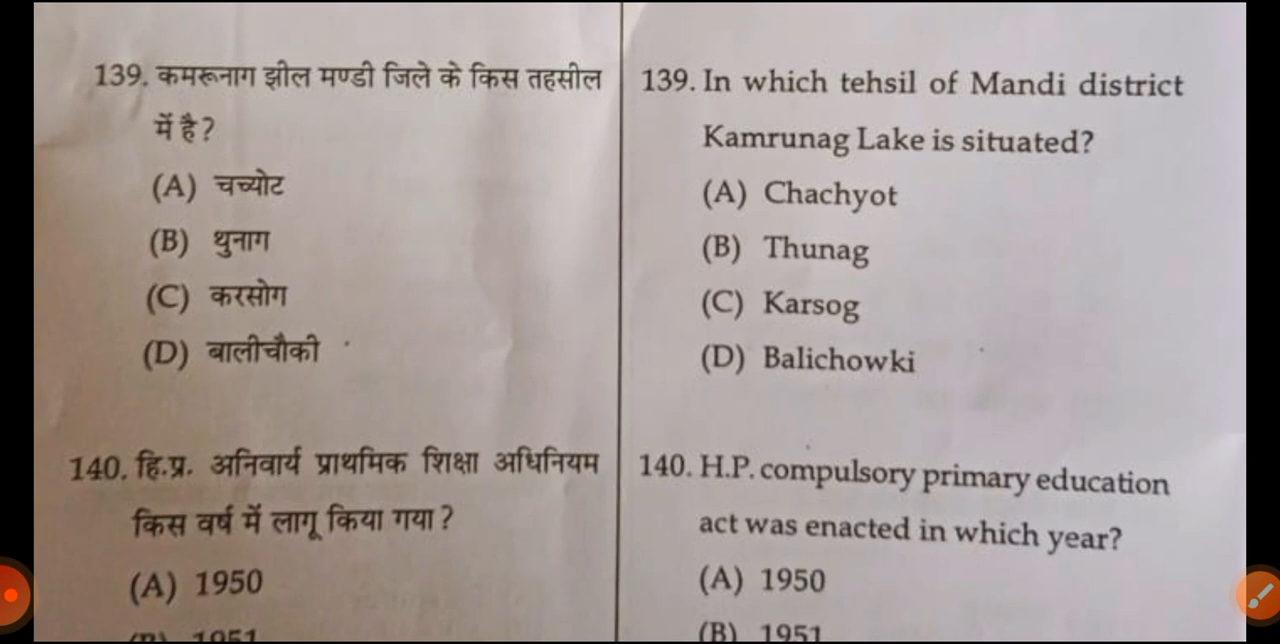 139. कमरूनाग झील मण्डी जिले के किस तहसील
में है?
(A) चच्योट
(B) थुनाग
(C) करसोग
(D) बालीचौकी
140. हि.प्र. अनिवार्य प्राथमिक शिक्षा अधिनियम
किस वर्ष में लागू किया गया?
(A) 1950
(B) 1951
139. In which tehsil of Mandi district
Kamrunag Lake is situated?
(A) Chachyot
(B) Thunag
(C) Karsog
(D) Balichowki
140. H.P. compulsory primary education
act was enacted in which year?
(A) 1950
(B) 1951